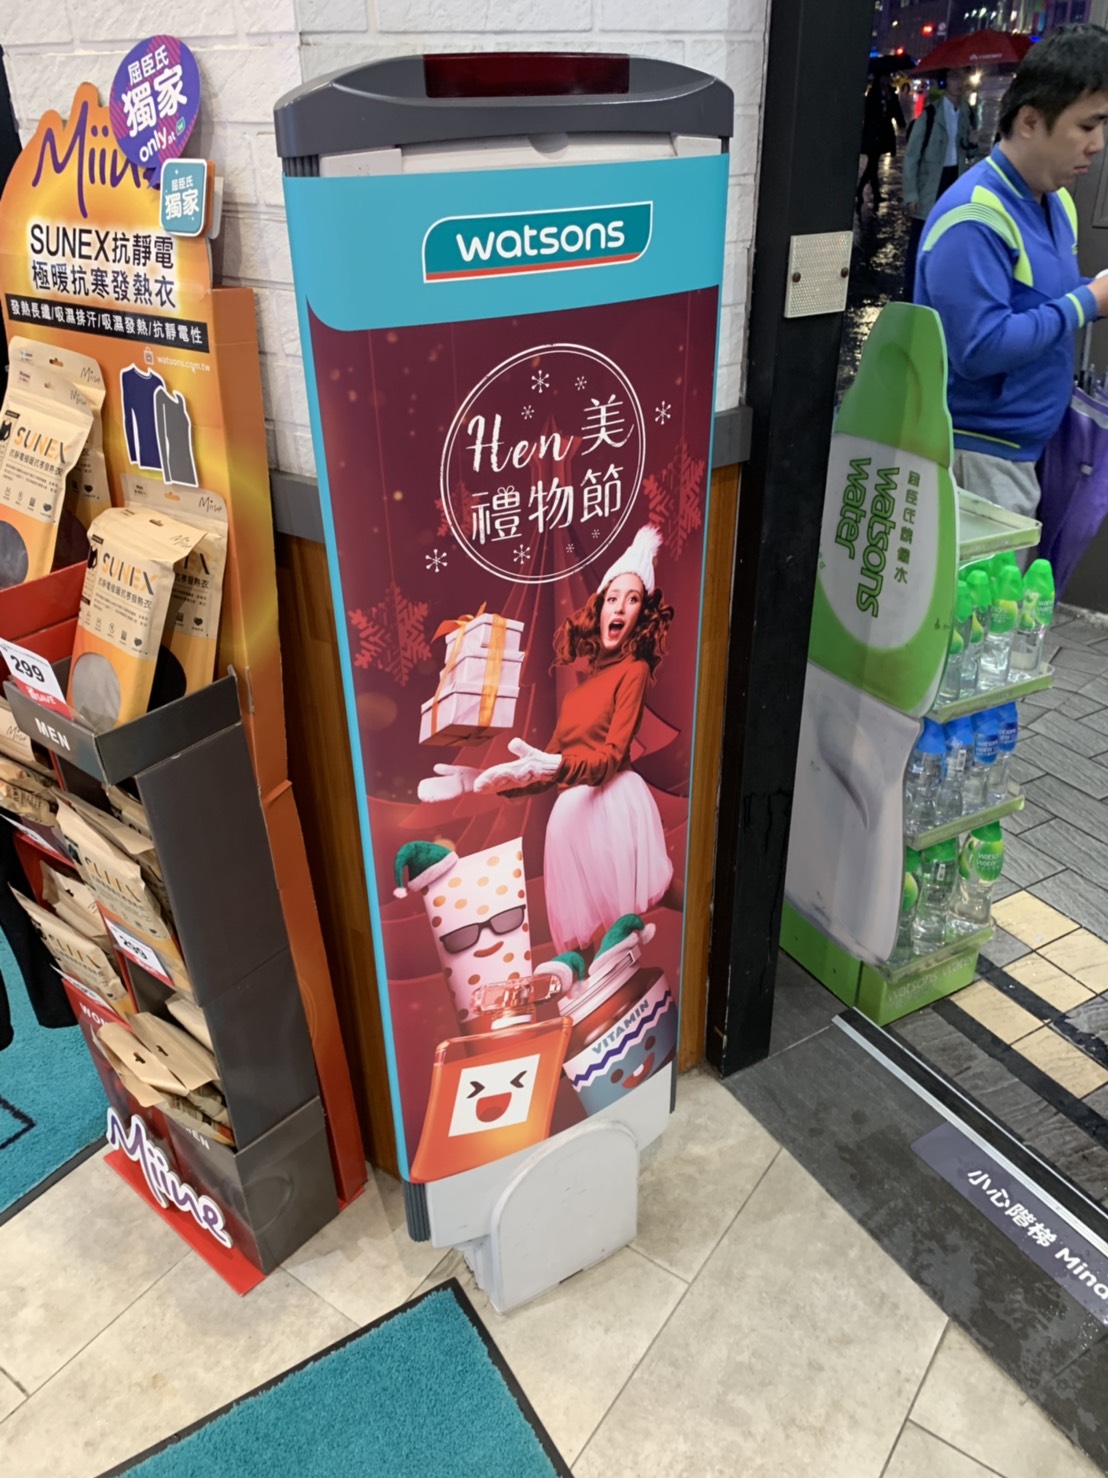 屈臣氏
獨家
only at
Miine
屈臣氏
獨家
SUNEX抗靜電
極暖抗寒發熱衣
發熱長纖/吸濕排汗/吸濕發熱/抗靜電性
watsons.com.tw
Miine
SUNEX
Miine
SUNEX
299
MEN
299
Miine
watsons
Hen美
禮物節
VITAMIN
watsons
water
屈臣氏蒸餾水
小心階梯 Mind